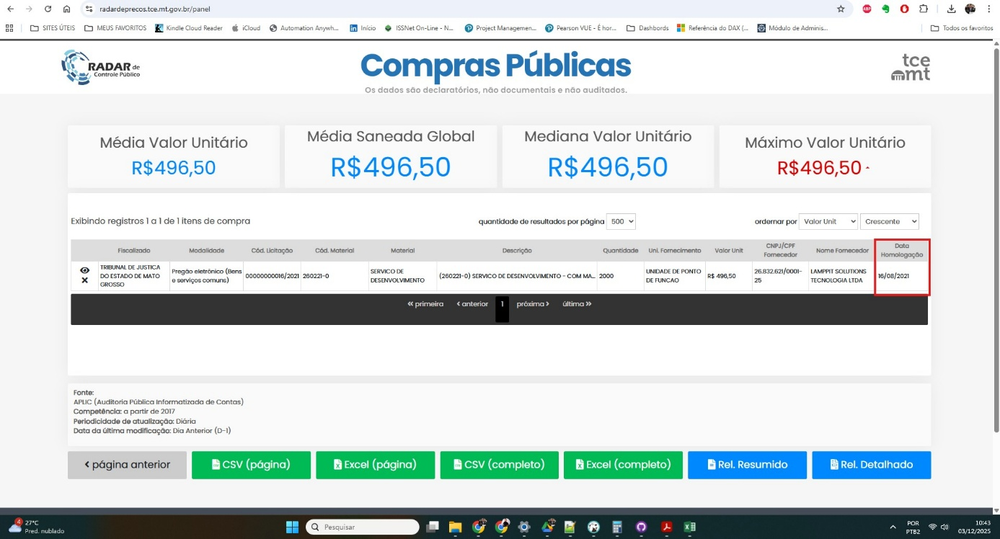 radardeprecos.tce.mt.gov.br/panel
ABP
SITES ÚTEIS
MEUS FAVORITOS
Kindle Cloud Reader
iCloud
Automation Anywh...
Início
ISSNet On-Line - N...
Project Managemen...
Pearson VUE - É hor...
Dashbords
Referência do DAX (...
Módulo de Adminis...
Todos os favoritos
RADAR de
Controle Público
Compras Públicas
Os dados são declaratórios, não documentais e não auditados.
tce
mt
Média Valor Unitário
R$496,50
Média Saneada Global
R$496,50
Mediana Valor Unitário
R$496,50
Máximo Valor Unitário
R$496,50
Exibindo registros 1 a 1 de 1 itens de compra
quantidade de resultados por página 500
ordernar por Valor Unit Crescente
Fiscalizado
Modalidade
Cód. Licitação
Cód. Material
Material
Descrição
Quantidade
Uni. Fornecimento
Valor Unit
CNPJ/CPF
Fornecedor
Nome Fornecedor
Data
Homologação
TRIBUNAL DE JUSTICA
DO ESTADO DE MATO
GROSSO
Pregão eletrônico (Bens
e serviços comuns)
00000000016/2021
260221-0
SERVICO DE
DESENVOLVIMENTO
(260221-0) SERVICO DE DESENVOLVIMENTO - COM MA...
2000
UNIDADE DE PONTO
DE FUNCAO
R$ 496,50
26.832.621/0001-
25
LAMPPIT SOLUTIONS
TECNOLOGIA LTDA
16/08/2021
« primeira
‹ anterior
1
próxima ›
última »
Fonte:
APLIC (Auditoria Pública Informatizada de Contas)
Competência: a partir de 2017
Periodicidade de atualização: Diária
Data da última modificação: Dia Anterior (D-1)
‹ página anterior
CSV (página)
Excel (página)
CSV (completo)
Excel (completo)
Rel. Resumido
Rel. Detalhado
4
27°C
Pred. nublado
Pesquisar
POR
PTB2
10:43
03/12/2025